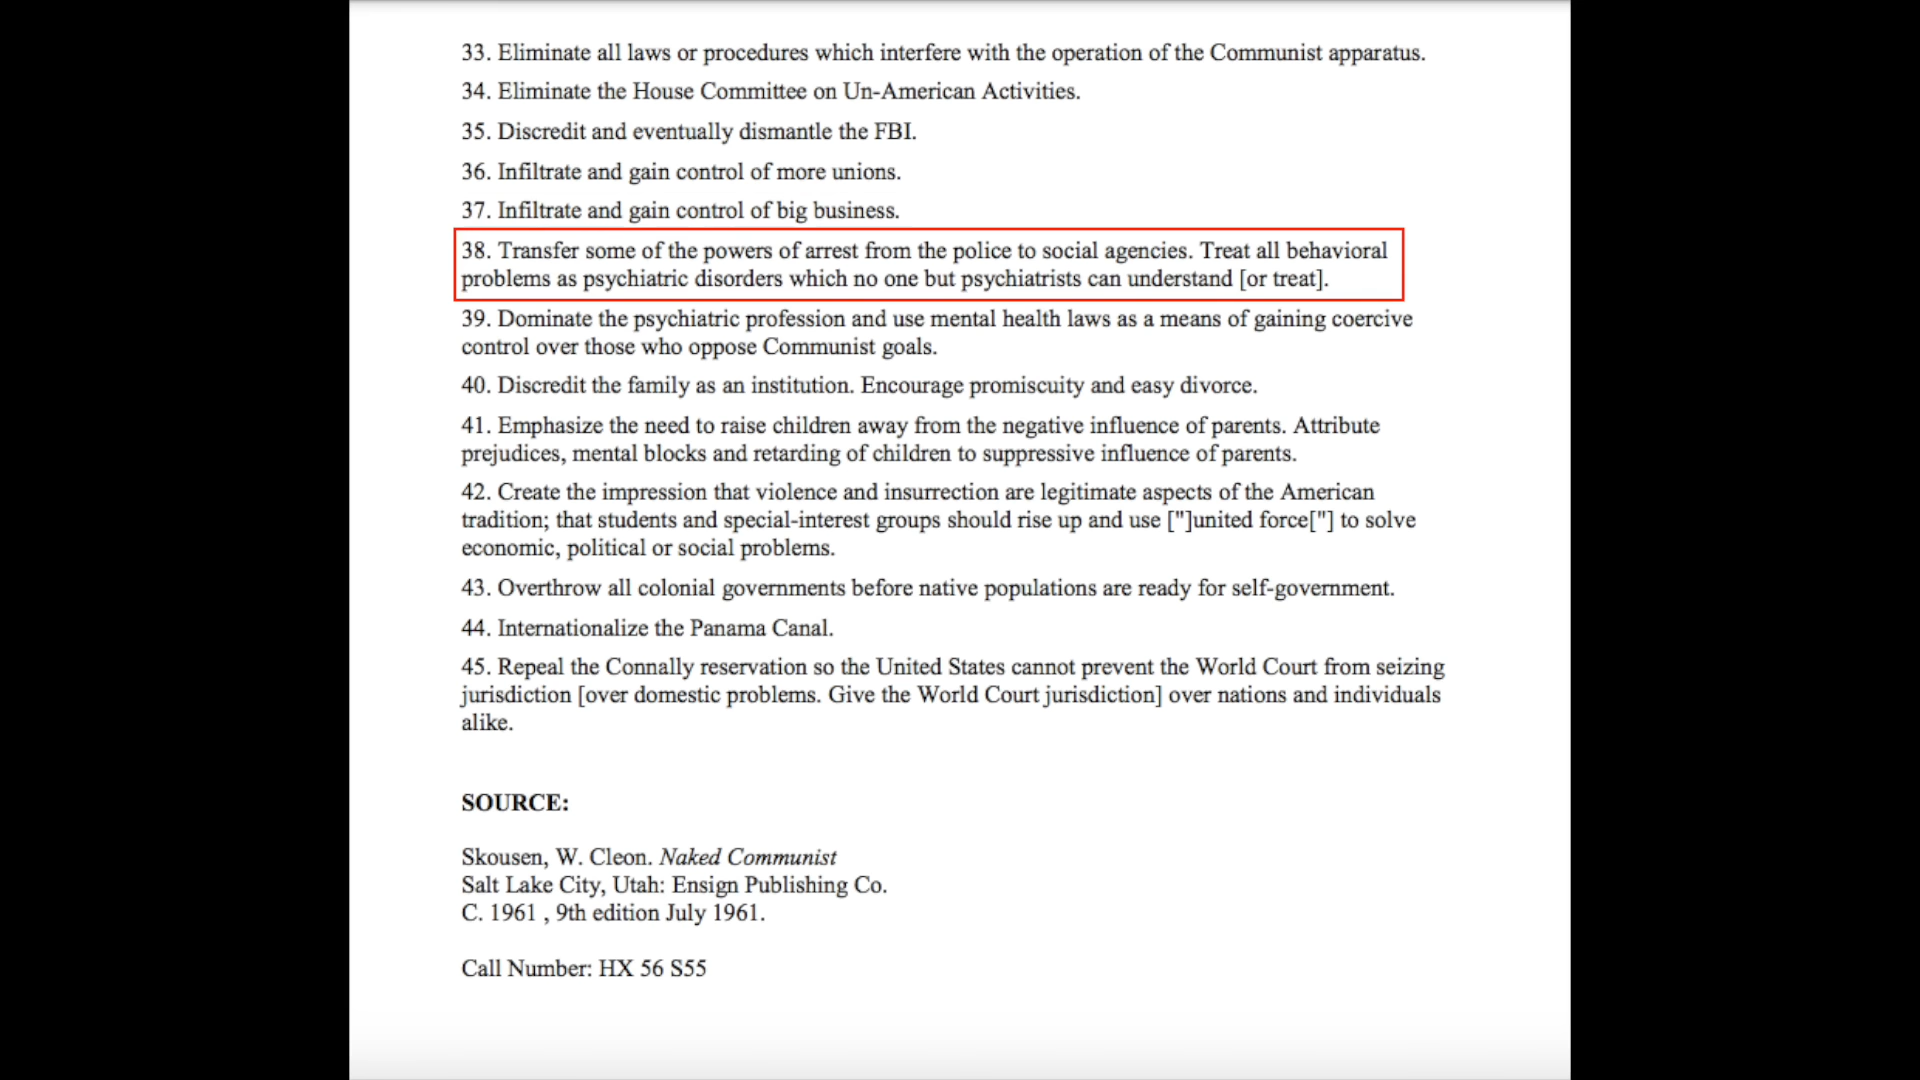 33. Eliminate all laws or procedures which interfere with the operation of the Communist apparatus.
34. Eliminate the House Committee on Un-American Activities.
35. Discredit and eventually dismantle the FBI.
36. Infiltrate and gain control of more unions.
37. Infiltrate and gain control of big business.
38. Transfer some of the powers of arrest from the police to social agencies. Treat all behavioral
problems as psychiatric disorders which no one but psychiatrists can understand [or treat].
39. Dominate the psychiatric profession and use mental health laws as a means of gaining coercive
control over those who oppose Communist goals.
40. Discredit the family as an institution. Encourage promiscuity and easy divorce.
41. Emphasize the need to raise children away from the negative influence of parents. Attribute
prejudices, mental blocks and retarding of children to suppressive influence of parents.
42. Create the impression that violence and insurrection are legitimate aspects of the American
tradition; that students and special-interest groups should rise up and use ["]united force["] to solve
economic, political or social problems.
43. Overthrow all colonial governments before native populations are ready for self-government.
44. Internationalize the Panama Canal.
45. Repeal the Connally reservation so the United States cannot prevent the World Court from seizing
jurisdiction [over domestic problems. Give the World Court jurisdiction] over nations and individuals
alike.
SOURCE:
Skousen, W. Cleon. Naked Communist
Salt Lake City, Utah: Ensign Publishing Co.
C. 1961 , 9th edition July 1961.
Call Number: HX 56 S55